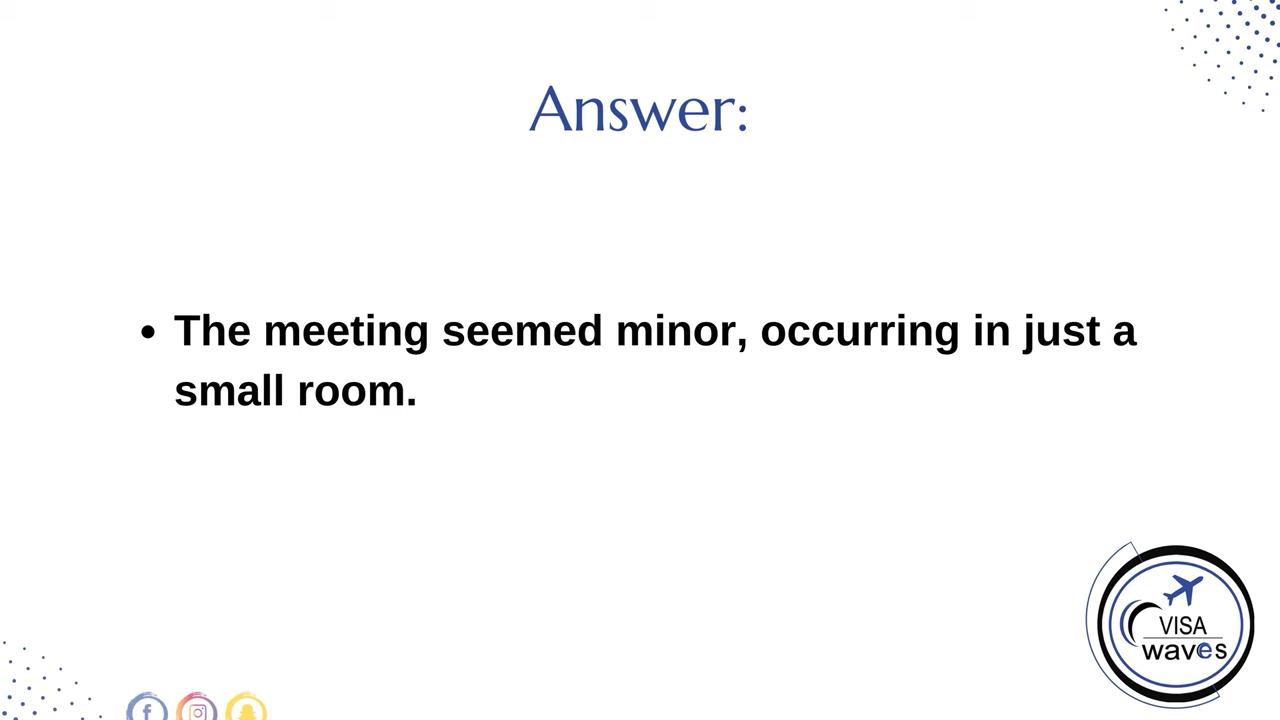 Answer:
• The meeting seemed minor, occurring in just a
small room.
VISA
waves